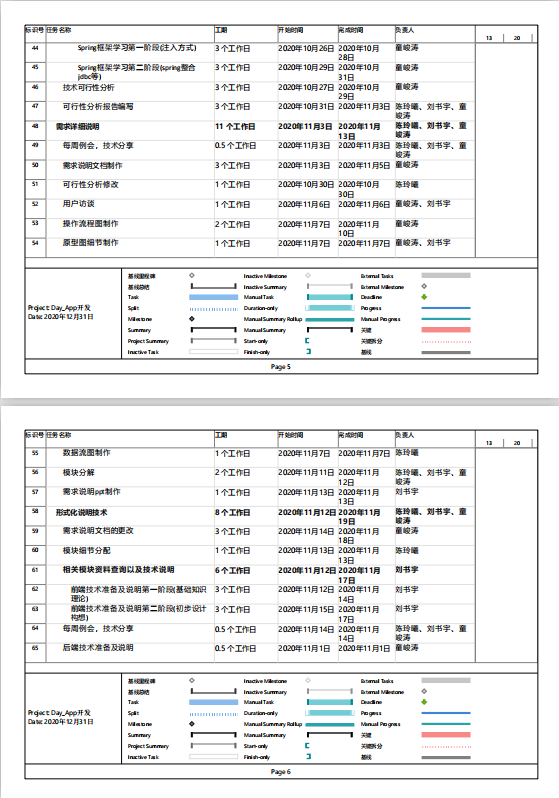 标识号 任务名称 工期 开始时间 完成时间 负责人 13 20
44 Spring框架学习第一阶段(注入方式) 3 个工作日 2020年10月26日 2020年10月28日 童峻涛
45 Spring框架学习第二阶段(spring整合jdbc等) 3 个工作日 2020年10月29日 2020年10月31日 童峻涛
46 技术可行性分析 3 个工作日 2020年10月27日 2020年10月29日 童峻涛
47 可行性分析报告编写 3 个工作日 2020年10月31日 2020年11月3日 陈玲曦、刘书宇、童峻涛
48 需求详细说明 11 个工作日 2020年11月3日 2020年11月13日 陈玲曦、刘书宇、童峻涛
49 每周例会，技术分享 0.5 个工作日 2020年11月3日 2020年11月3日 陈玲曦、刘书宇、童峻涛
50 需求说明文档制作 3 个工作日 2020年11月3日 2020年11月5日 童峻涛
51 可行性分析修改 1 个工作日 2020年10月30日 2020年10月30日 陈玲曦
52 用户访谈 1 个工作日 2020年11月6日 2020年11月6日 童峻涛、刘书宇
53 操作流程图制作 2 个工作日 2020年11月7日 2020年11月10日 童峻涛
54 原型图细节制作 1 个工作日 2020年11月7日 2020年11月7日 童峻涛、刘书宇
Project: Day_App开发
Date: 2020年12月31日
基线里程碑 Inactive Milestone External Tasks
基线总结 Inactive Summary External Milestone
Task Manual Task Deadline
Split Duration-only Progress
Milestone Manual Summary Rollup Manual Progress
Summary Manual Summary 关键
Project Summary Start-only 关键拆分
Inactive Task Finish-only 基线
Page 5
标识号 任务名称 工期 开始时间 完成时间 负责人 13 20
55 数据流图制作 1 个工作日 2020年11月7日 2020年11月7日 陈玲曦
56 模块分解 2 个工作日 2020年11月11日 2020年11月12日 陈玲曦、刘书宇、童峻涛
57 需求说明ppt制作 1 个工作日 2020年11月13日 2020年11月13日 刘书宇
58 形式化说明技术 8 个工作日 2020年11月12日 2020年11月19日 陈玲曦、刘书宇、童峻涛
59 需求说明文档的更改 3 个工作日 2020年11月14日 2020年11月18日 童峻涛
60 模块细节分配 1 个工作日 2020年11月13日 2020年11月13日 陈玲曦
61 相关模块资料查询以及技术说明 6 个工作日 2020年11月12日 2020年11月17日 刘书宇
62 前端技术准备及说明第一阶段(基础知识理论) 3 个工作日 2020年11月12日 2020年11月14日 刘书宇
63 前端技术准备及说明第二阶段(初步设计构想) 3 个工作日 2020年11月15日 2020年11月17日 刘书宇
64 每周例会，技术分享 0.5 个工作日 2020年11月14日 2020年11月14日 陈玲曦、刘书宇、童峻涛
65 后端技术准备及说明 0.5 个工作日 2020年11月1日 2020年11月1日 童峻涛
Project: Day_App开发
Date: 2020年12月31日
基线里程碑 Inactive Milestone External Tasks
基线总结 Inactive Summary External Milestone
Task Manual Task Deadline
Split Duration-only Progress
Milestone Manual Summary Rollup Manual Progress
Summary Manual Summary 关键
Project Summary Start-only 关键拆分
Inactive Task Finish-only 基线
Page 6